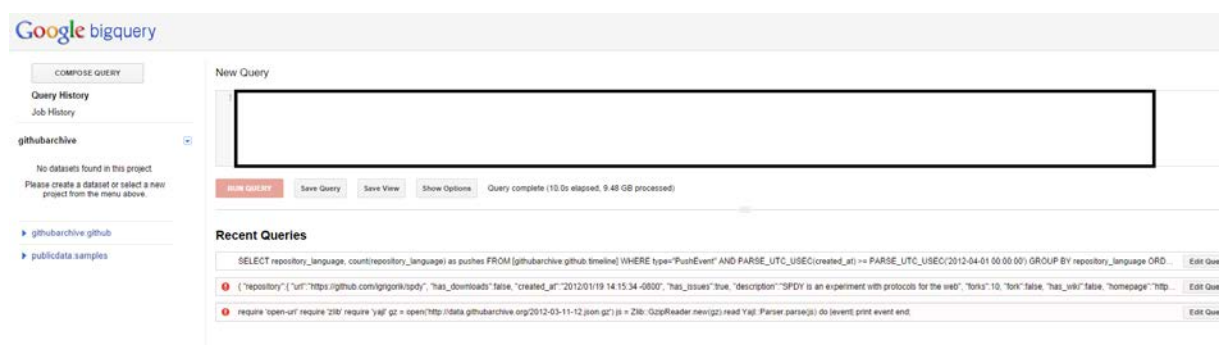 Google bigquery
COMPOSE QUERY
Query History
Job History
githubarchive
No datasets found in this project.
Please create a dataset or select a new
project from the menu above.
githubarchive:github
publicdata:samples
New Query
1
RUN QUERY Save Query Save View Show Options Query complete (10.0s elapsed, 9.48 GB processed)
Recent Queries
SELECT repository_language, count(repository_language) as pushes FROM [githubarchive:github.timeline] WHERE type="PushEvent" AND PARSE_UTC_USEC(created_at) >= PARSE_UTC_USEC('2012-04-01 00:00:00') GROUP BY repository_language ORD... Edit Que
{ "repository":{ "url":"https://github.com/igrigorik/spdy", "has_downloads":false, "created_at":"2012/01/19 14:15:34 -0800", "has_issues":true, "description":"SPDY is an experiment with protocols for the web", "forks":10, "fork":false, "has_wiki":false, "homepage":"http... Edit Que
require 'open-uri' require 'zlib' require 'yajl' gz = open('http://data.githubarchive.org/2012-03-11-12.json.gz') js = Zlib::GzipReader.new(gz).read Yajl::Parser.parse(js) do |event| print event end; Edit Que